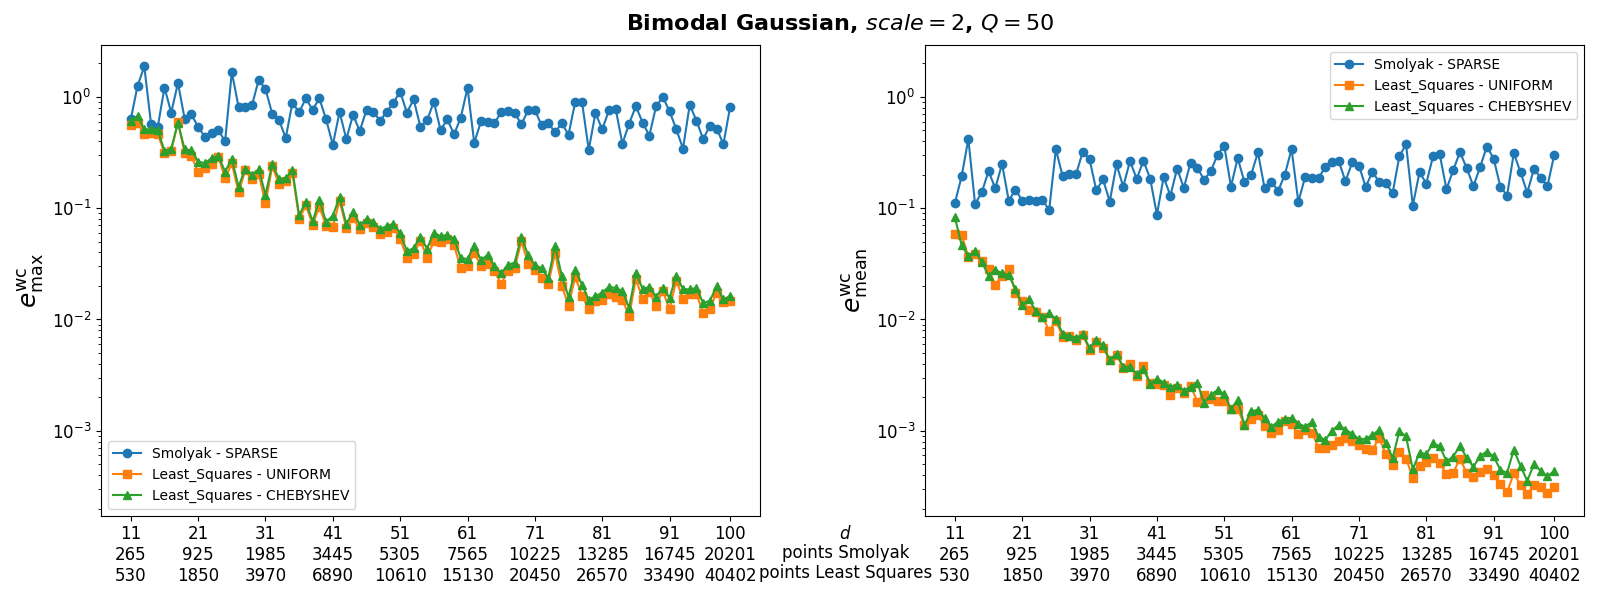 Bimodal Gaussian, scale = 2, Q = 50
e^wc_max
10^0
10^-1
10^-2
10^-3
Smolyak - SPARSE
Least_Squares - UNIFORM
Least_Squares - CHEBYSHEV
11 21 31 41 51 61 71 81 91 100
265 925 1985 3445 5305 7565 10225 13285 16745 20201
530 1850 3970 6890 10610 15130 20450 26570 33490 40402
d
points Smolyak
points Least Squares
e^wc_mean
10^0
10^-1
10^-2
10^-3
Smolyak - SPARSE
Least_Squares - UNIFORM
Least_Squares - CHEBYSHEV
11 21 31 41 51 61 71 81 91 100
265 925 1985 3445 5305 7565 10225 13285 16745 20201
530 1850 3970 6890 10610 15130 20450 26570 33490 40402